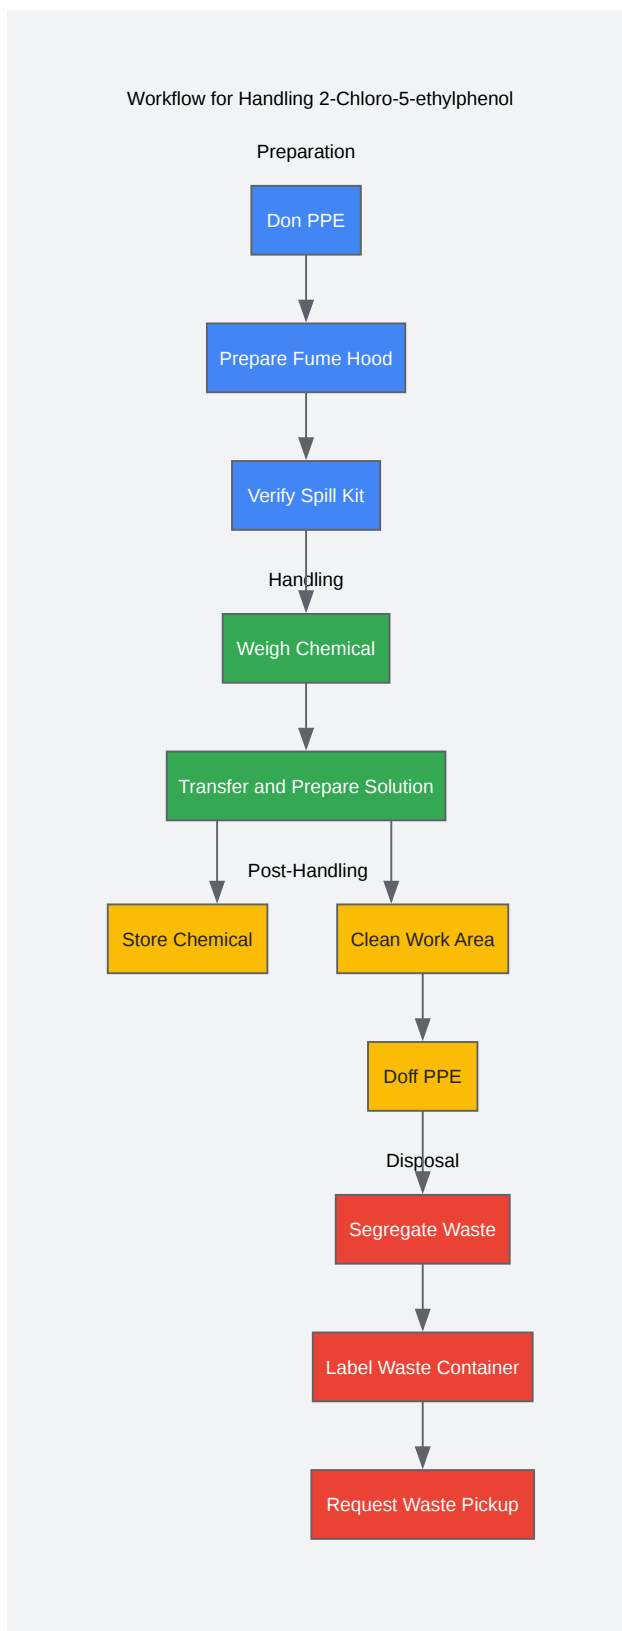 Workflow for Handling 2-Chloro-5-ethylphenol
Preparation
Don PPE
Prepare Fume Hood
Verify Spill Kit
Handling
Weigh Chemical
Transfer and Prepare Solution
Post-Handling
Store Chemical
Clean Work Area
Doff PPE
Disposal
Segregate Waste
Label Waste Container
Request Waste Pickup